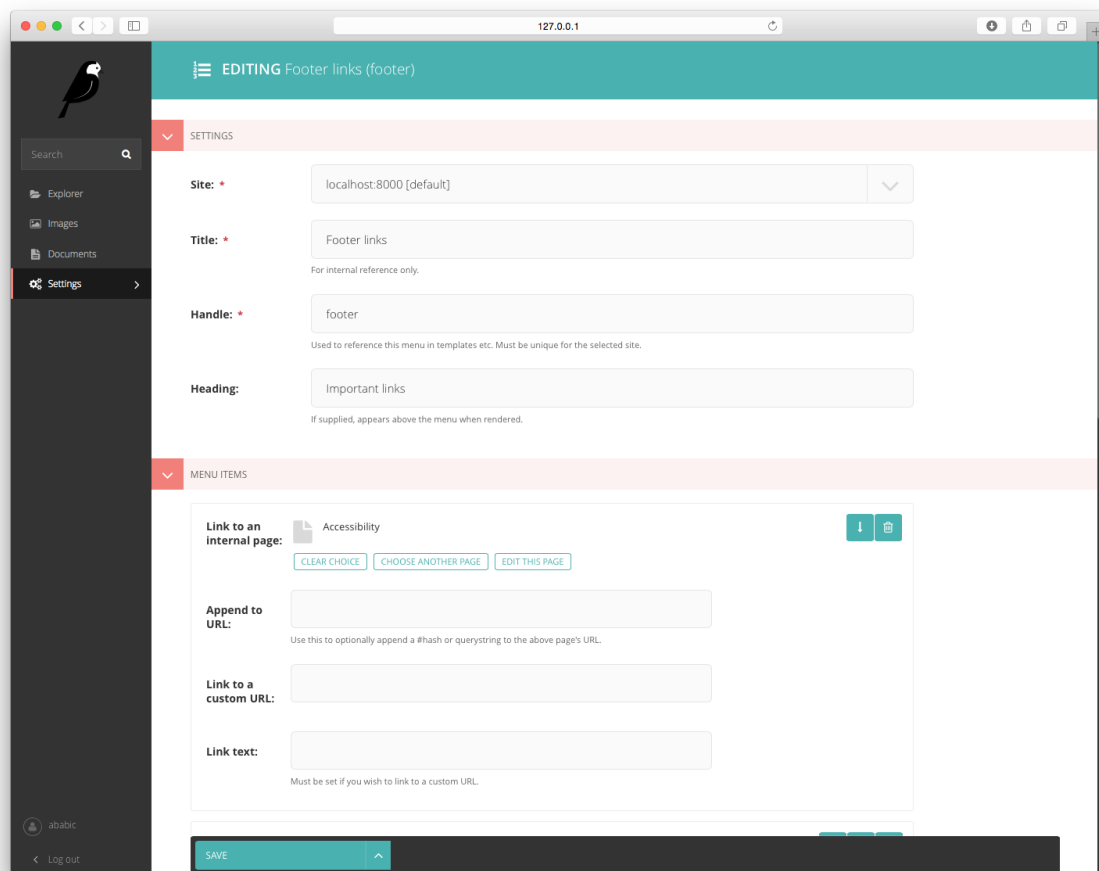 127.0.0.1
EDITING Footer links (footer)
Search
Explorer
Images
Documents
Settings
SETTINGS
Site: *
localhost:8000 [default]
Title: *
Footer links
For internal reference only.
Handle: *
footer
Used to reference this menu in templates etc. Must be unique for the selected site.
Heading:
Important links
If supplied, appears above the menu when rendered.
MENU ITEMS
Link to an
internal page:
Accessibility
CLEAR CHOICE
CHOOSE ANOTHER PAGE
EDIT THIS PAGE
Append to
URL:
Use this to optionally append a #hash or querystring to the above page's URL.
Link to a
custom URL:
Link text:
Must be set if you wish to link to a custom URL.
ababic
Log out
SAVE